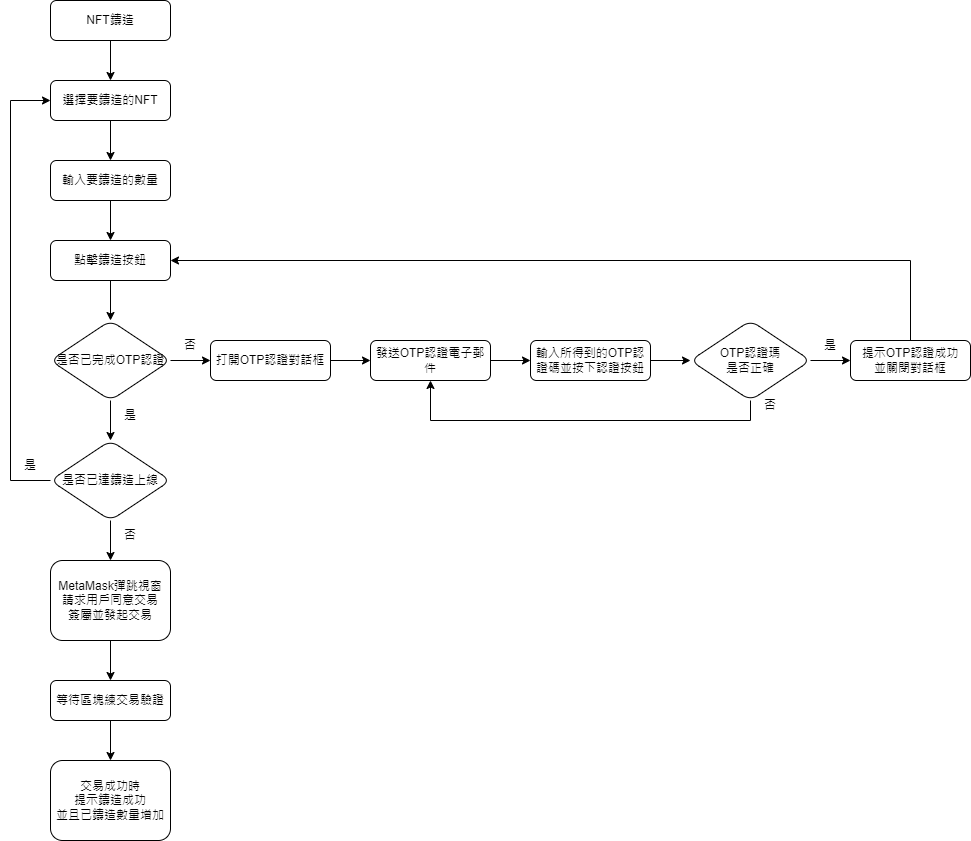 NFT鑄造
選擇要鑄造的NFT
輸入要鑄造的數量
點擊鑄造按鈕
是否已完成OTP認證
否
打開OTP認證對話框
發送OTP認證電子郵
件
輸入所得到的OTP認
證碼並按下認證按鈕
OTP認證碼
是否正確
是
提示OTP認證成功
並關閉對話框
否
是
是
是否已達鑄造上線
否
MetaMask彈跳視窗
請求用戶同意交易
簽屬並發起交易
等待區塊練交易驗證
交易成功時
提示鑄造成功
並且已鑄造數量增加